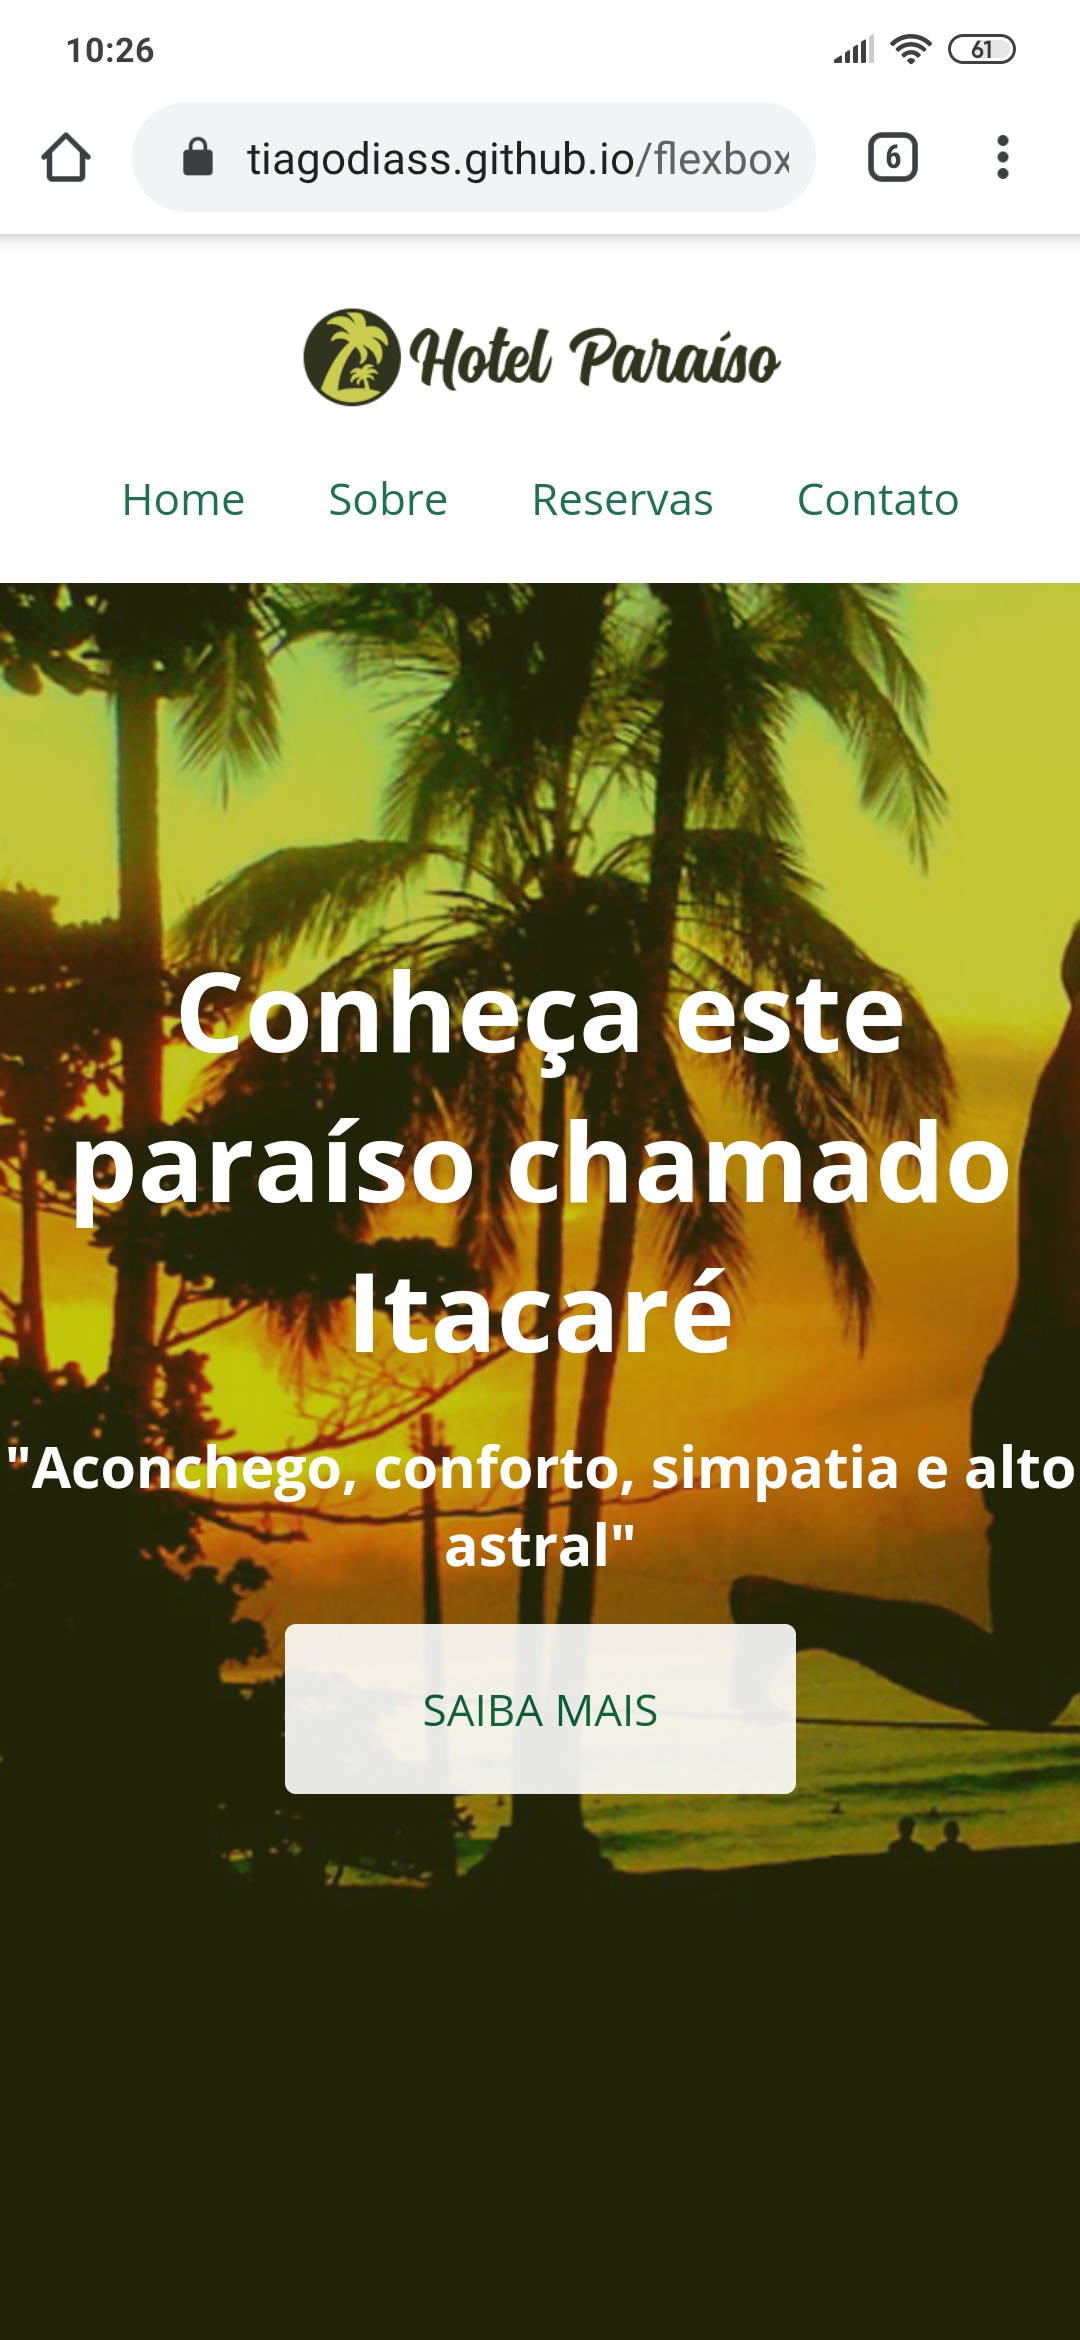 10:26
61
tiagodiass.github.io/flexbox
6
Hotel Paraíso
Home Sobre Reservas Contato
Conheça este
paraíso chamado
Itacaré
"Aconchego, conforto, simpatia e alto
astral"
SAIBA MAIS